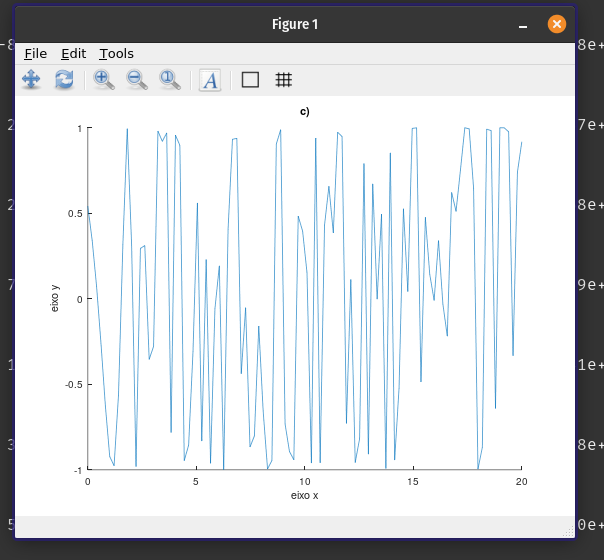 Figure 1
File Edit Tools
A
c)
1
0.5
0
-0.5
-1
eixo y
0 5 10 15 20
eixo x
-8 8e+
2 7e+
2 8e+
7 9e+
1 1e+
3 8e+
5 0e+